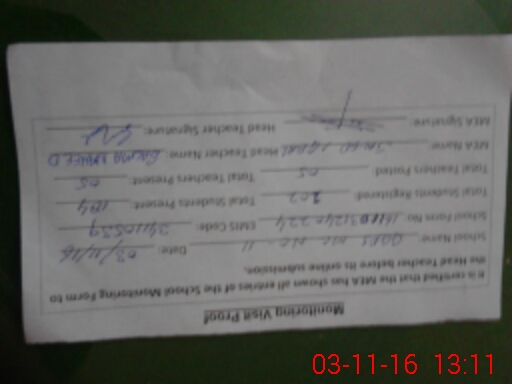 Monitoring Visit Proof
It is certified that the MEA has shown all entries of the School Monitoring Form to
the Head Teacher before its online submission.
School Name: Date: 03/11/16
School Form No: EMIS Code:
Total Students Registered: 202 Total Students Present: 194
Total Teachers Posted: 05 Total Teachers Present: 05
MEA Name: Head Teacher Name:
MEA Signature: Head Teacher Signature:
03-11-16 13:11